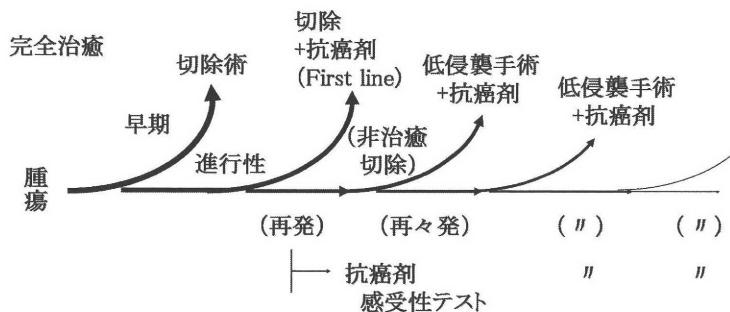 完全治癒
切除術
切除
+抗癌剤
(First line)
低侵襲手術
+抗癌剤
低侵襲手術
+抗癌剤
早期
進行性
(非治癒
切除)
腫瘍
(再発)
(再々発)
(〃)
(〃)
抗癌剤
感受性テスト
〃
〃